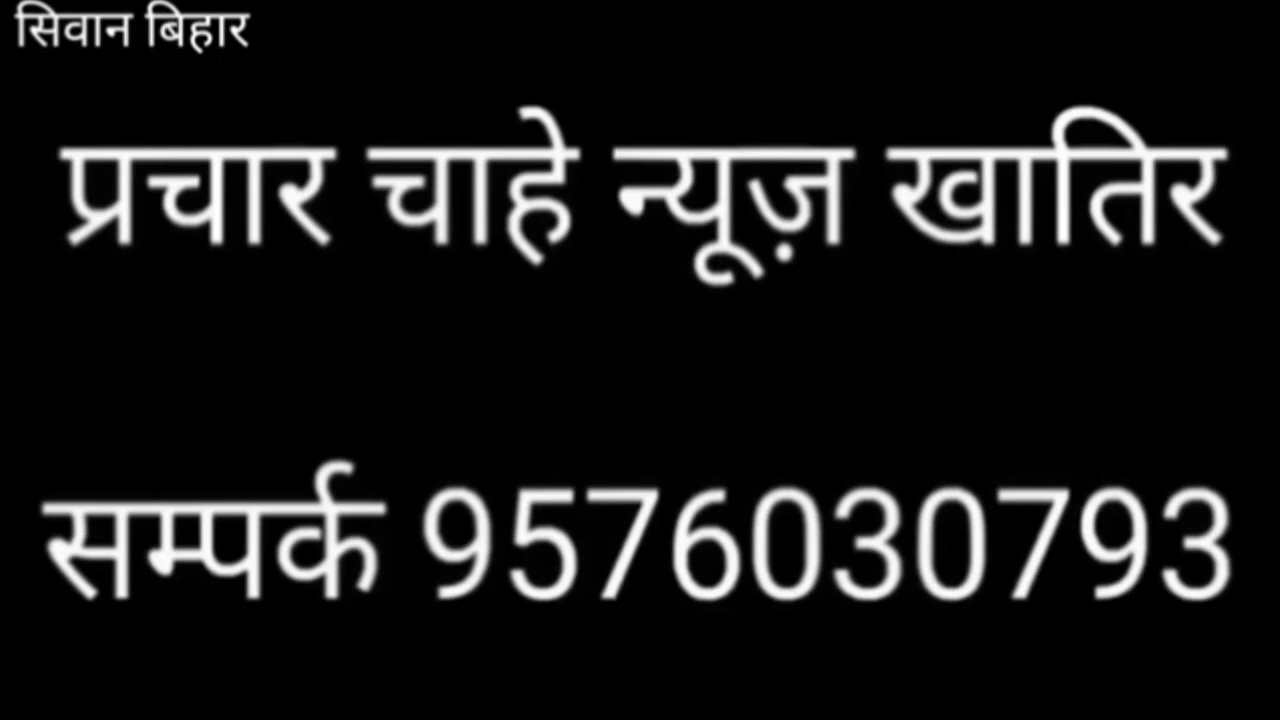 सिवान बिहार
प्रचार चाहे न्यूज़ खातिर
सम्पर्क 9576030793